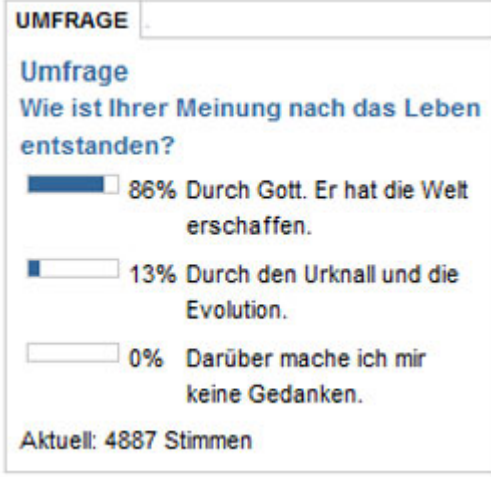 UMFRAGE
Umfrage
Wie ist Ihrer Meinung nach das Leben
entstanden?
86% Durch Gott. Er hat die Welt
erschaffen.
13% Durch den Urknall und die
Evolution.
0% Darüber mache ich mir
keine Gedanken.
Aktuell: 4887 Stimmen